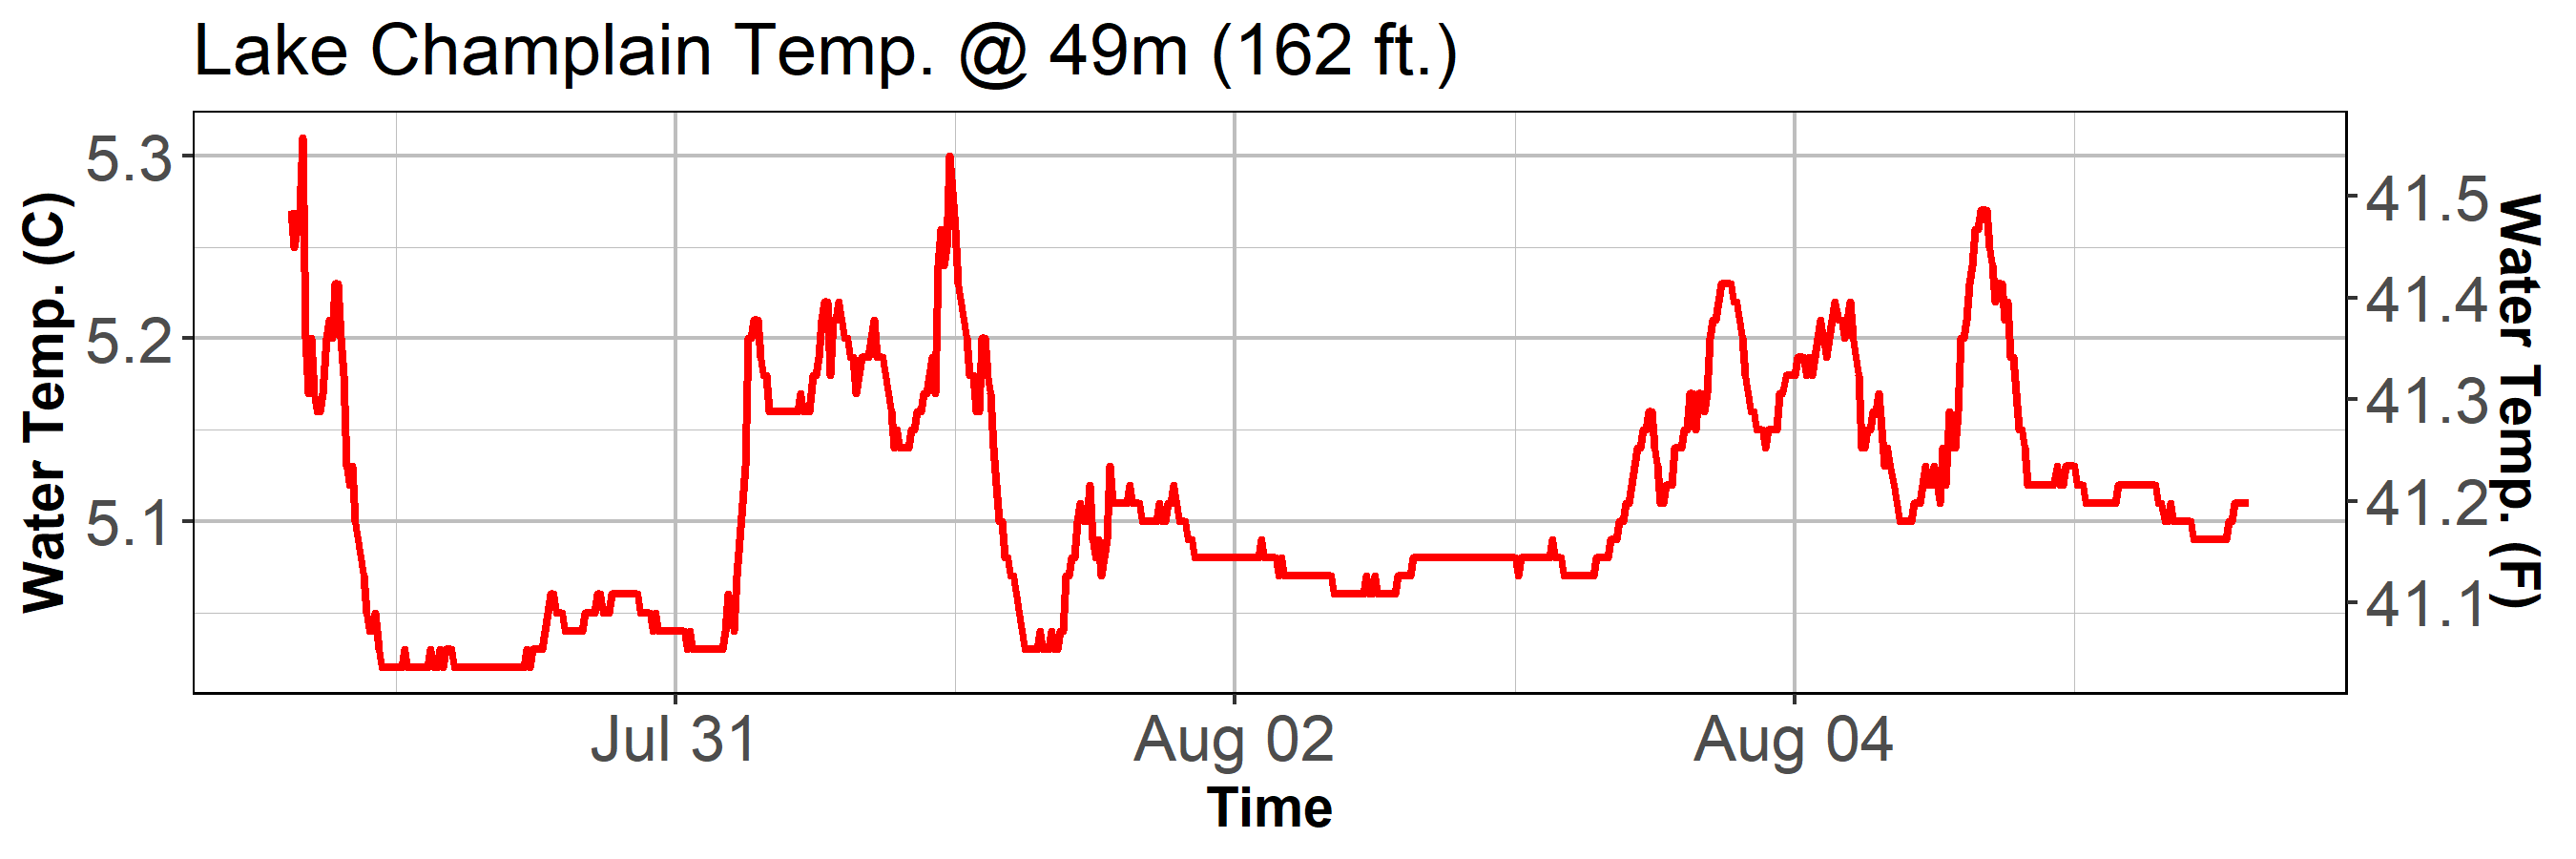 Lake Champlain Temp. @ 49m (162 ft.)
Water Temp. (C)
5.3
5.2
5.1
41.5
41.4
41.3
41.2
41.1
Water Temp. (F)
Jul 31
Aug 02
Aug 04
Time